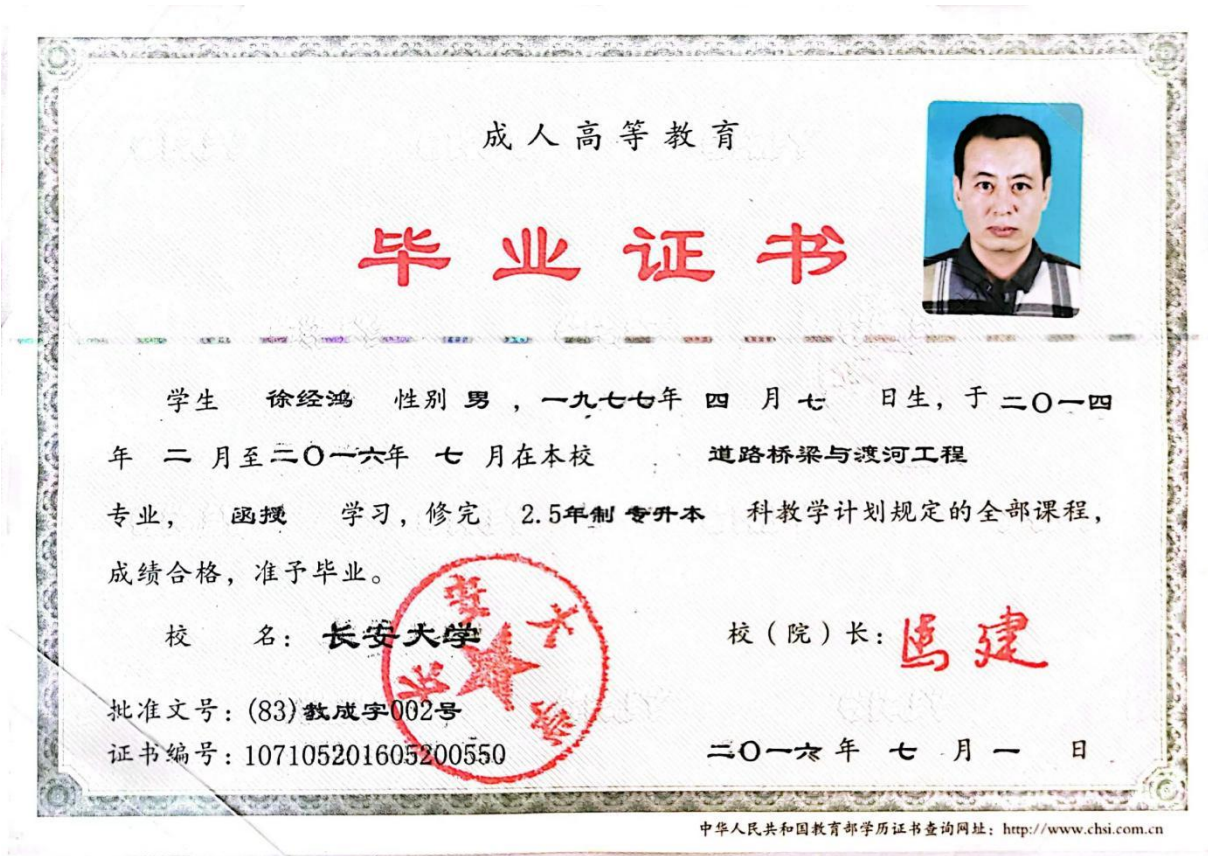 成人高等教育
毕业证书
学生 徐经鸿 性别 男 ，一九七七年 四 月 七 日生，于 二〇一四
年 二 月至二〇一六年 七 月在本校 道路桥梁与渡河工程
专业， 函授 学习，修完 2.5年制 专升本 科教学计划规定的全部课程，
成绩合格，准予毕业。
校 名：长安大学 校（院）长：马建
长安大学
批准文号：(83)教成字002号
证书编号：107105201605200550 二〇一六年 七 月 一 日
中华人民共和国教育部学历证书查询网址：http://www.chsi.com.cn